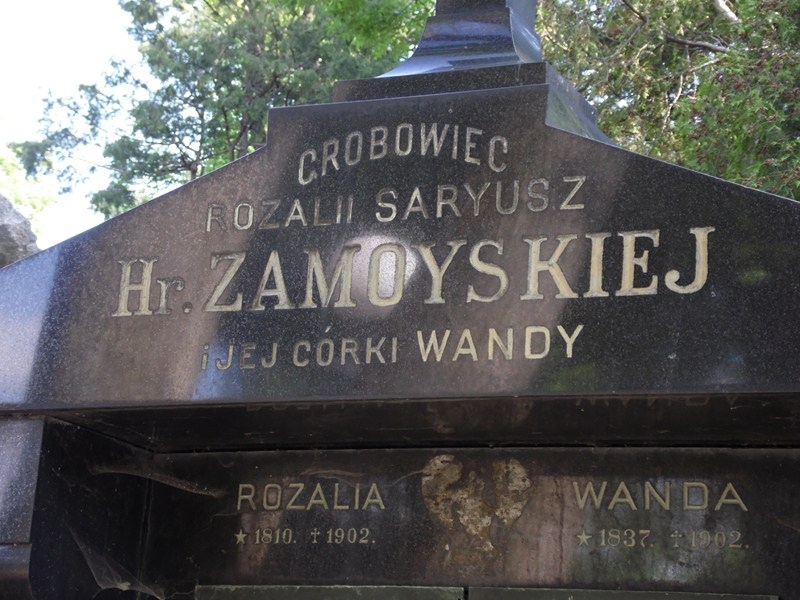 GROBOWIEC
ROZALII SARYUSZ
Hr. ZAMOYSKIEJ
i JEJ CÓRKI WANDY
ROZALIA WANDA
★ 1810. † 1902. ★ 1837. † 1902.